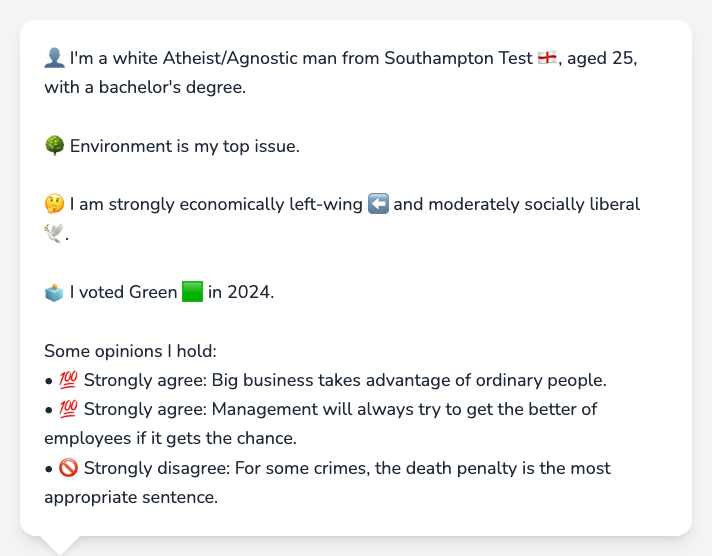 👤 I'm a white Atheist/Agnostic man from Southampton Test 🏴󠁧󠁢󠁥󠁮󠁧󠁿, aged 25,
with a bachelor's degree.
🌳 Environment is my top issue.
🤔 I am strongly economically left-wing ⬅️ and moderately socially liberal
🕊️.
🗳️ I voted Green 🟩 in 2024.
Some opinions I hold:
• 💯 Strongly agree: Big business takes advantage of ordinary people.
• 💯 Strongly agree: Management will always try to get the better of
employees if it gets the chance.
• 🚫 Strongly disagree: For some crimes, the death penalty is the most
appropriate sentence.